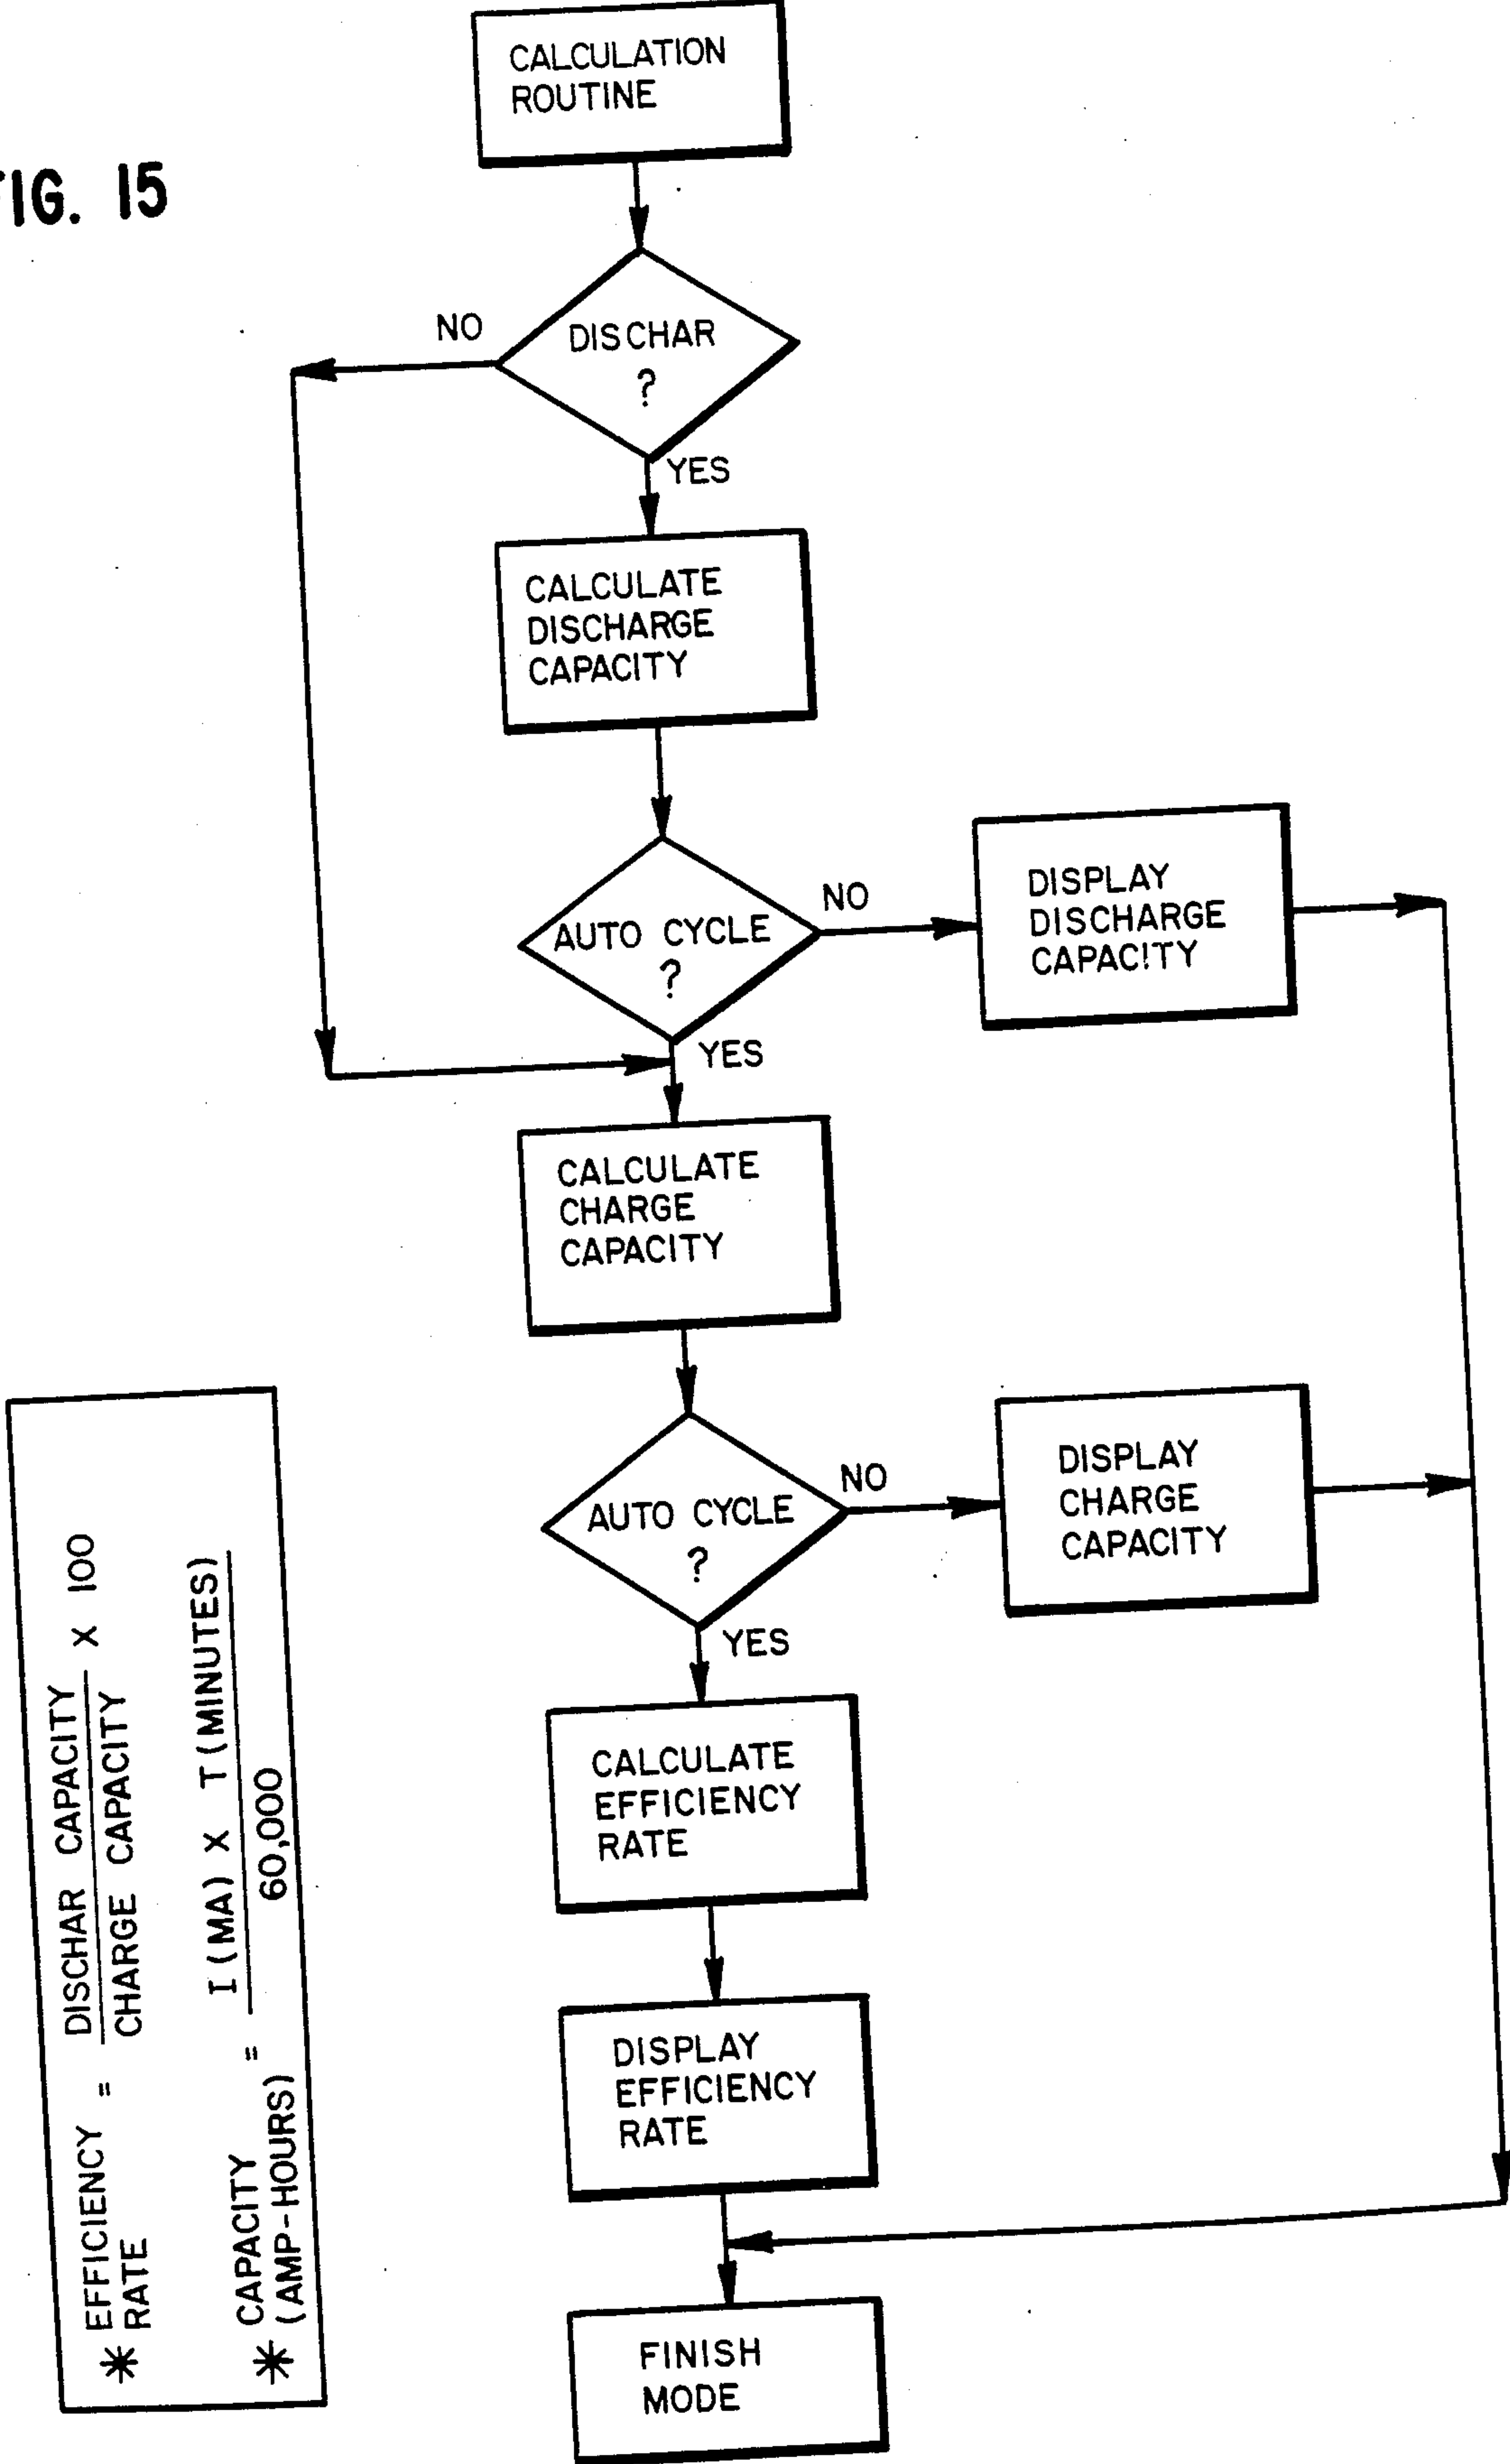 FIG. 15
CALCULATION
ROUTINE
DISCHAR
?
NO
YES
CALCULATE
DISCHARGE
CAPACITY
AUTO CYCLE
?
NO
DISPLAY
DISCHARGE
CAPACITY
YES
CALCULATE
CHARGE
CAPACITY
AUTO CYCLE
?
NO
DISPLAY
CHARGE
CAPACITY
YES
CALCULATE
EFFICIENCY
RATE
DISPLAY
EFFICIENCY
RATE
FINISH
MODE
* EFFICIENCY RATE = DISCHAR CAPACITY / CHARGE CAPACITY X 100
* CAPACITY (AMP-HOURS) = I (MA) X T (MINUTES) / 60,000